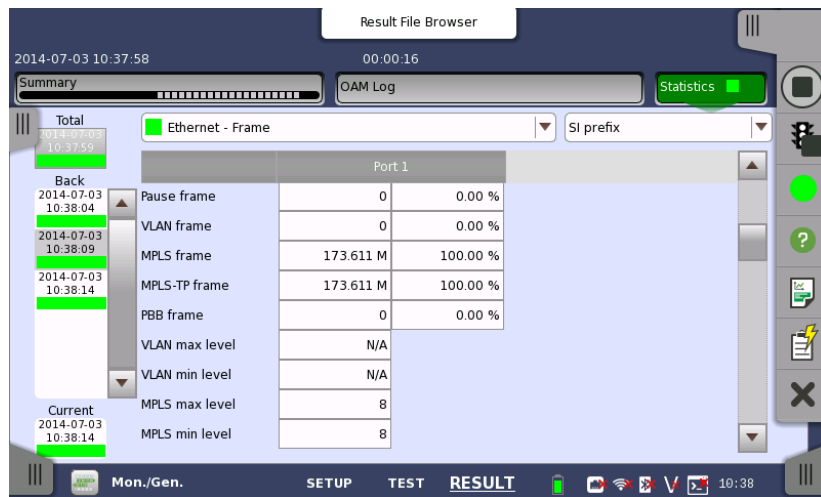 Result File Browser
2014-07-03 10:37:58 00:00:16
Summary OAM Log Statistics
Total
2014-07-03
10:37:59
Back
2014-07-03
10:38:04
2014-07-03
10:38:09
2014-07-03
10:38:14
Current
2014-07-03
10:38:14
Ethernet - Frame SI prefix
Port 1
Pause frame 0 0.00 %
VLAN frame 0 0.00 %
MPLS frame 173.611 M 100.00 %
MPLS-TP frame 173.611 M 100.00 %
PBB frame 0 0.00 %
VLAN max level N/A
VLAN min level N/A
MPLS max level 8
MPLS min level 8
?
Mon./Gen. SETUP TEST RESULT 10:38